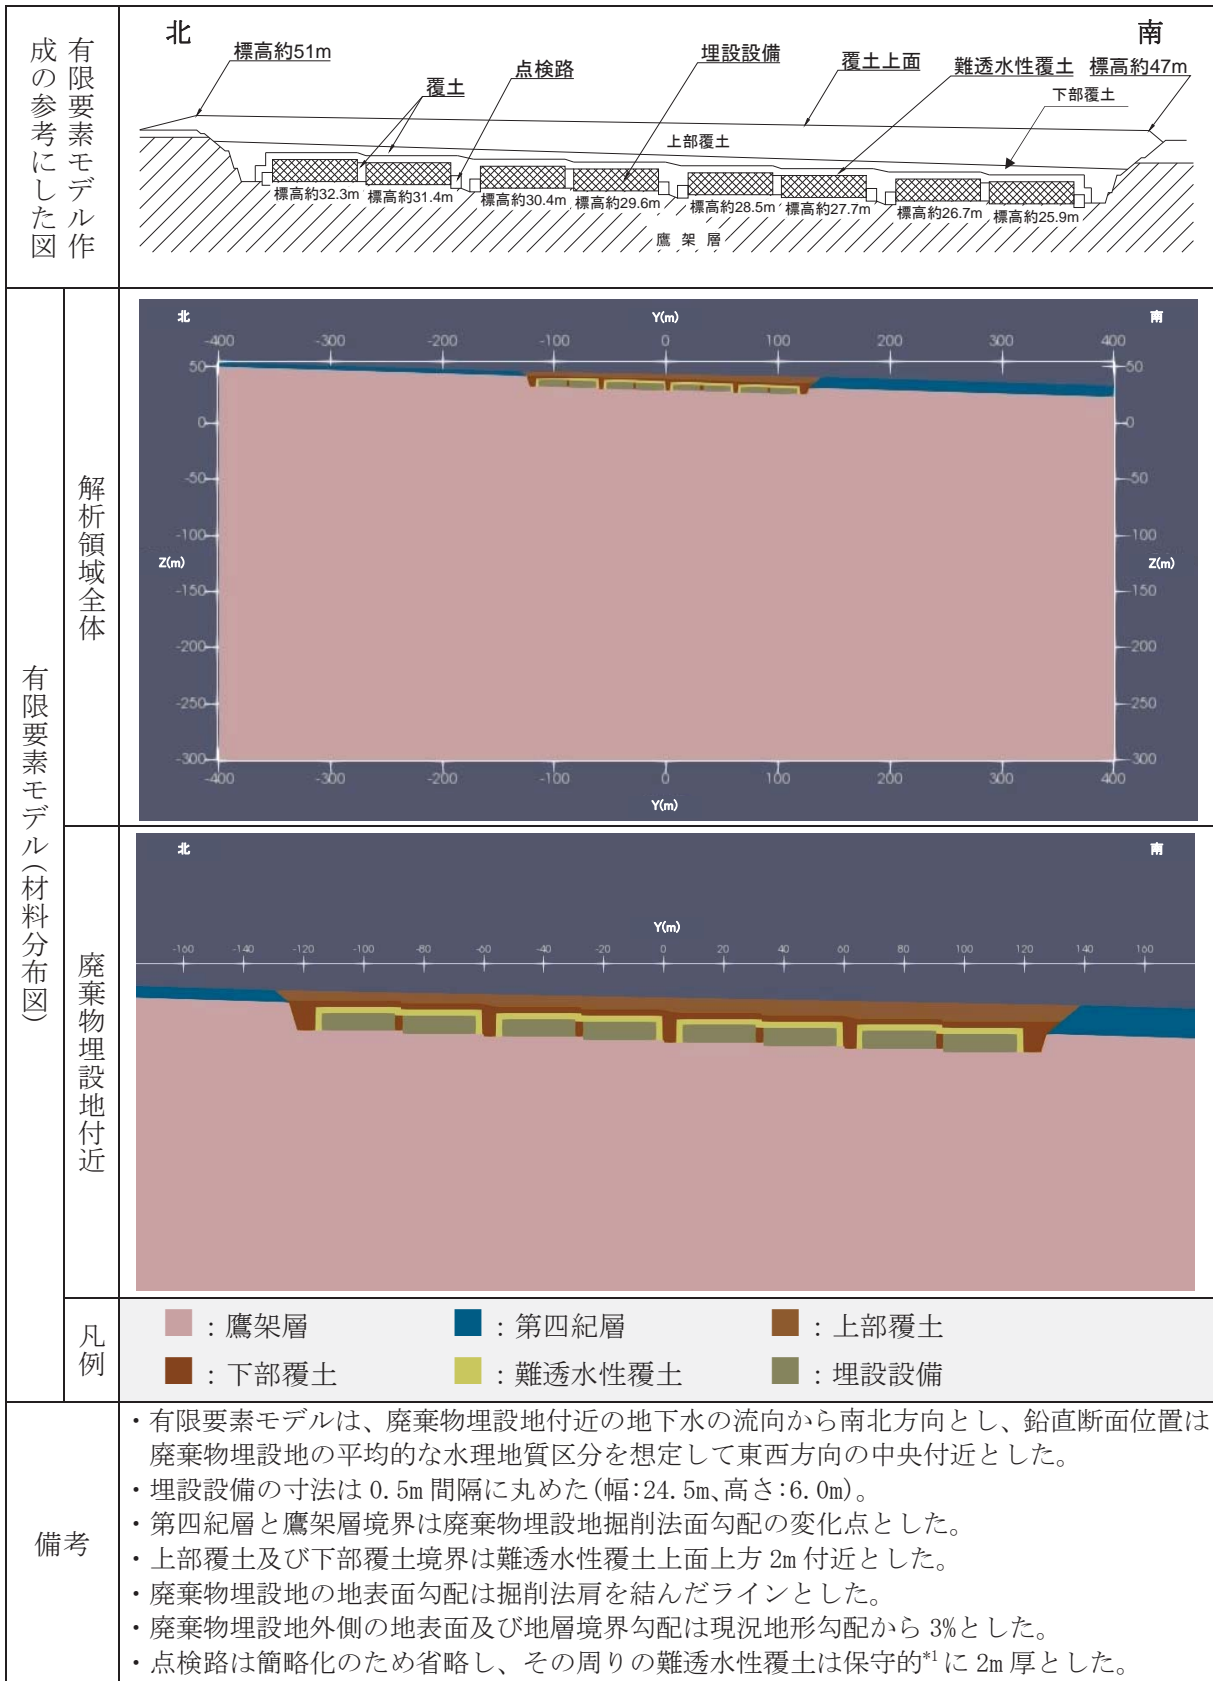 有限要素モデル作
成の参考にした図
北
南
標高約51m
覆土
点検路
埋設設備
覆土上面
難透水性覆土
標高約47m
下部覆土
上部覆土
標高約32.3m
標高約31.4m
標高約30.4m
標高約29.6m
標高約28.5m
標高約27.7m
標高約26.7m
標高約25.9m
鷹架層
有限要素モデル(材料分布図)
解析領域全体
北
Y(m)
南
-400 -300 -200 -100 0 100 200 300 400
50 50
0 0
-50 -50
-100 -100
Z(m) Z(m)
-150 -150
-200 -200
-250 -250
-300 -300
-400 -300 -200 -100 0 100 200 300 400
Y(m)
廃棄物埋設地付近
北
南
Y(m)
-160 -140 -120 -100 -80 -60 -40 -20 0 20 40 60 80 100 120 140 160
凡例
：鷹架層 ：第四紀層 ：上部覆土
：下部覆土 ：難透水性覆土 ：埋設設備
備考
・有限要素モデルは、廃棄物埋設地付近の地下水の流向から南北方向とし、鉛直断面位置は
廃棄物埋設地の平均的な水理地質区分を想定して東西方向の中央付近とした。
・埋設設備の寸法は 0.5m 間隔に丸めた(幅:24.5m、高さ:6.0m)。
・第四紀層と鷹架層境界は廃棄物埋設地掘削法面勾配の変化点とした。
・上部覆土及び下部覆土境界は難透水性覆土上面上方 2m 付近とした。
・廃棄物埋設地の地表面勾配は掘削法肩を結んだラインとした。
・廃棄物埋設地外側の地表面及び地層境界勾配は現況地形勾配から 3%とした。
・点検路は簡略化のため省略し、その周りの難透水性覆土は保守的*1に 2m 厚とした。